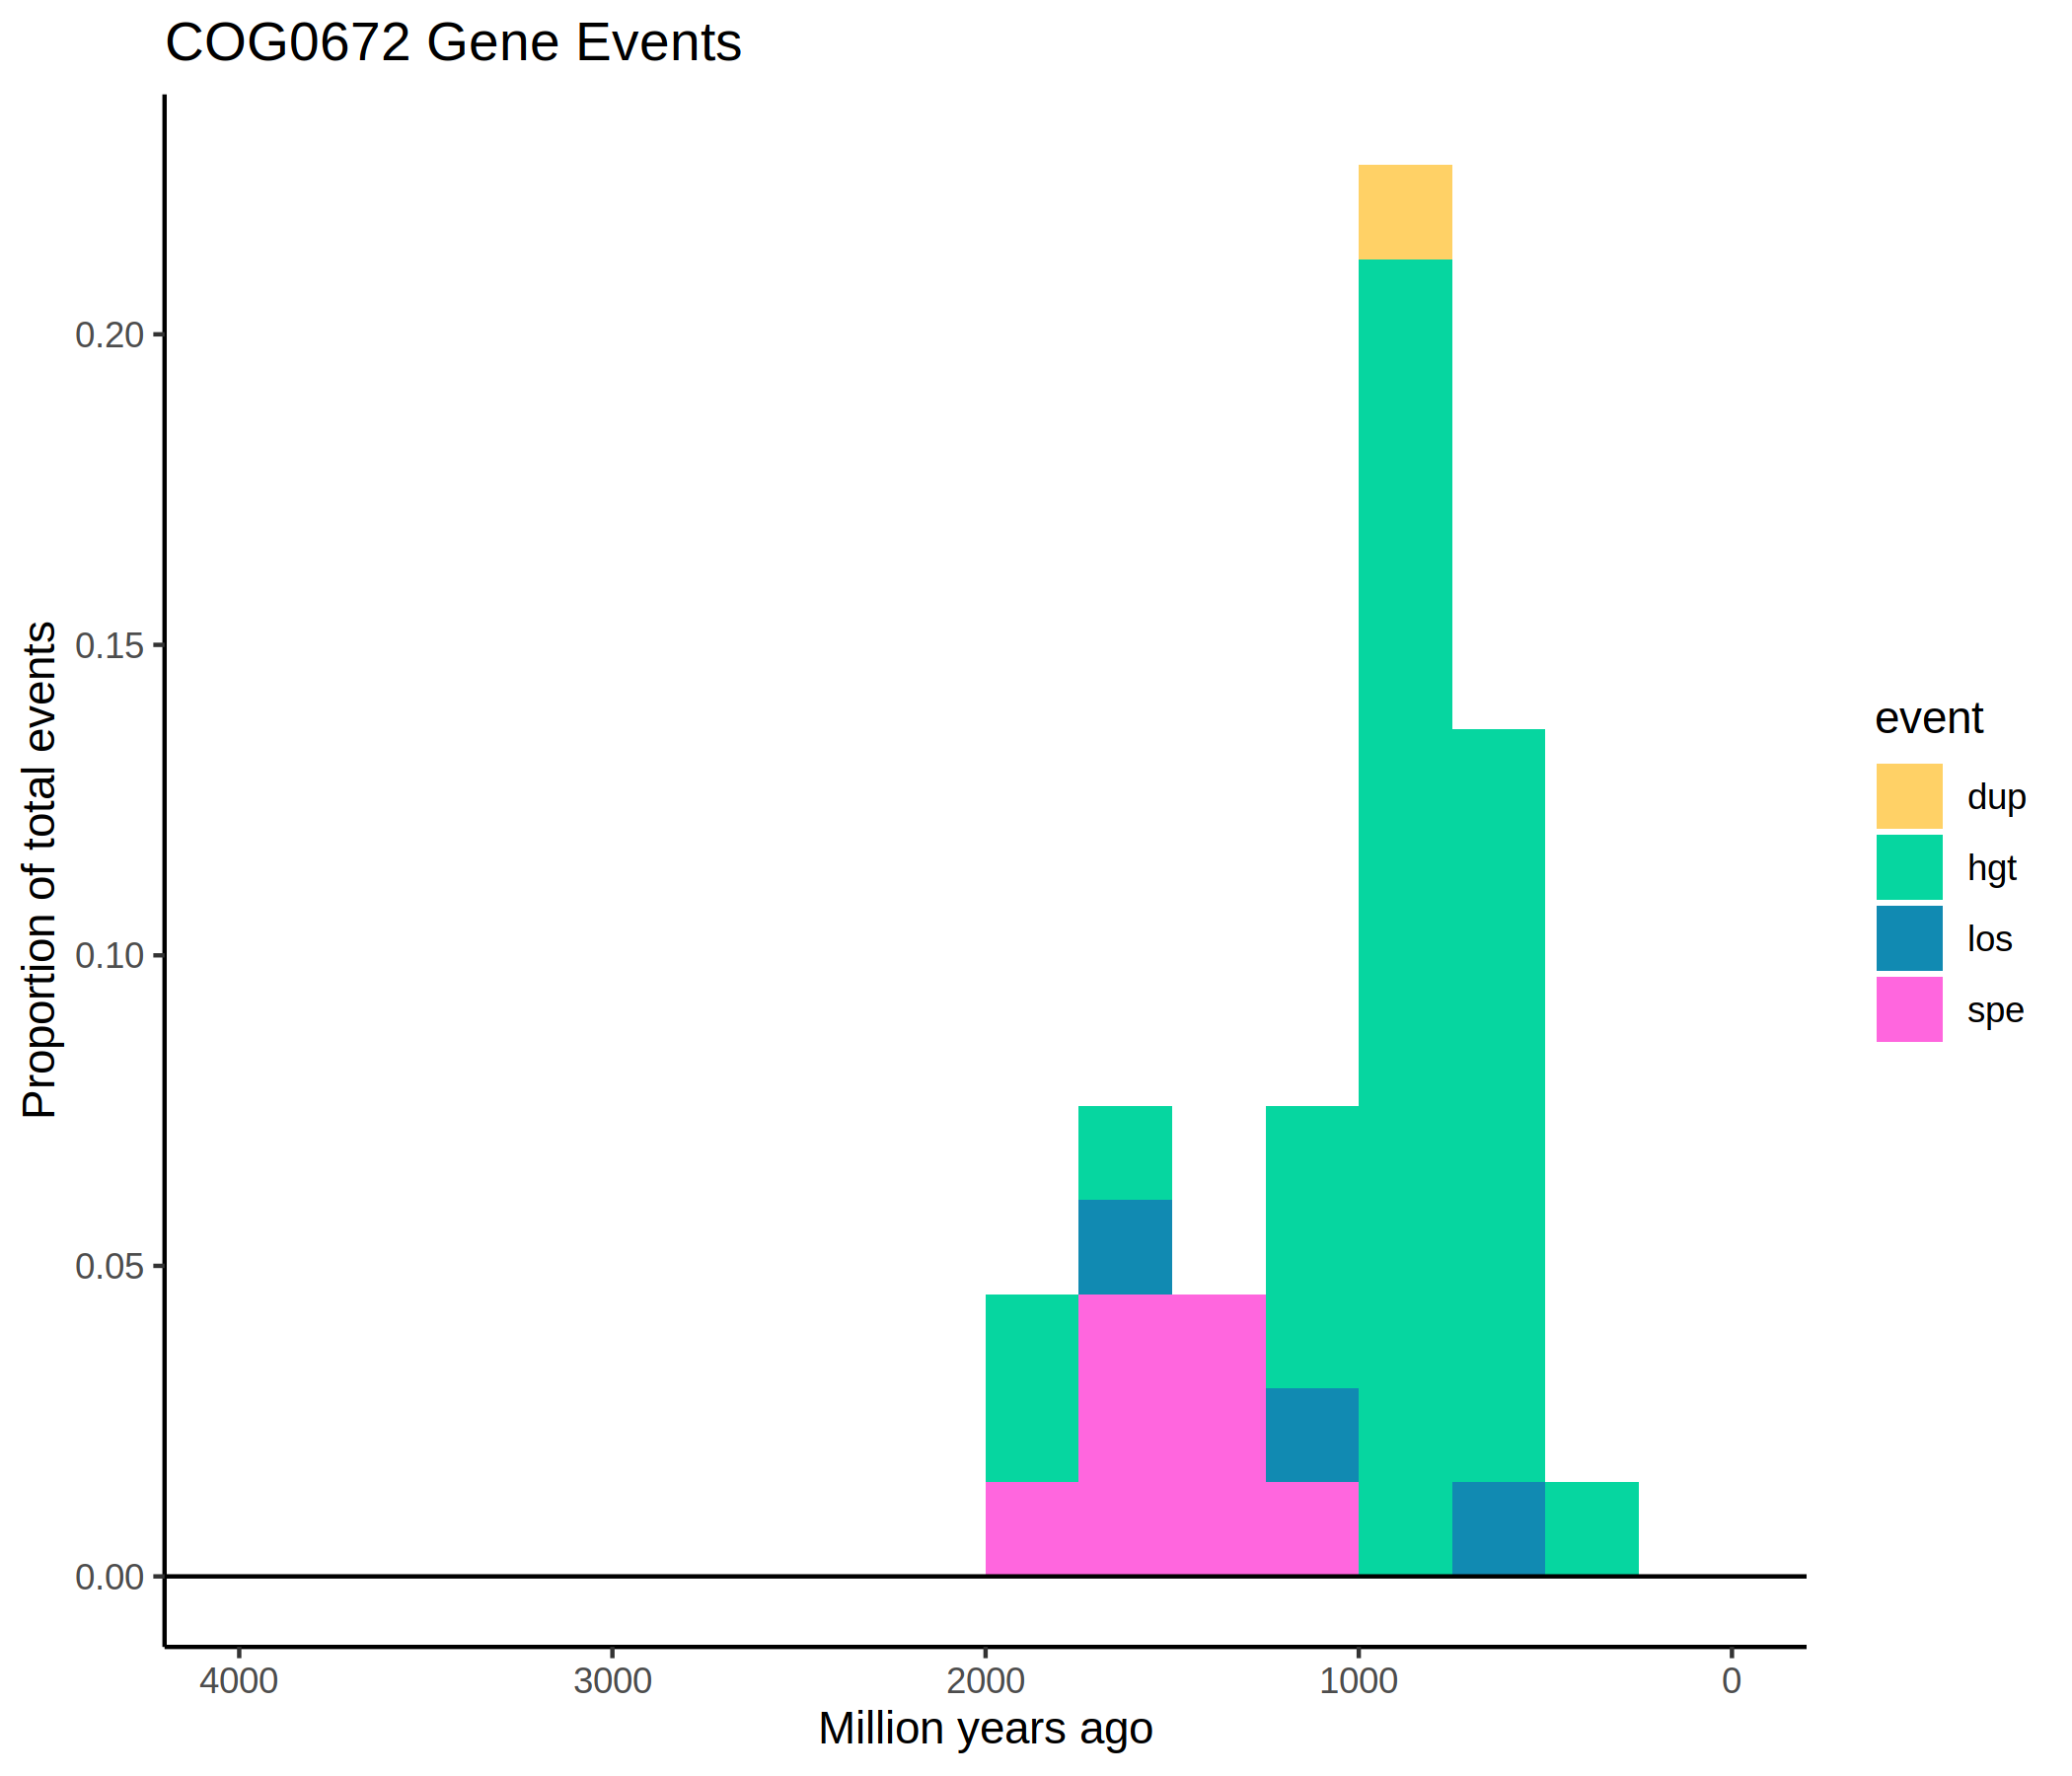 COG0672 Gene Events
Proportion of total events
0.20
0.15
0.10
0.05
0.00
4000 3000 2000 1000 0
Million years ago
event
dup
hgt
los
spe